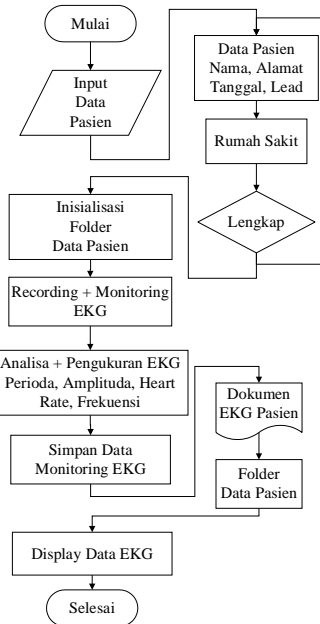 Mulai
Input
Data
Pasien
Data Pasien
Nama, Alamat
Tanggal, Lead
Rumah Sakit
Lengkap
Inisialisasi
Folder
Data Pasien
Recording + Monitoring
EKG
Analisa + Pengukuran EKG
Perioda, Amplituda, Heart
Rate, Frekuensi
Simpan Data
Monitoring EKG
Dokumen
EKG Pasien
Folder
Data Pasien
Display Data EKG
Selesai